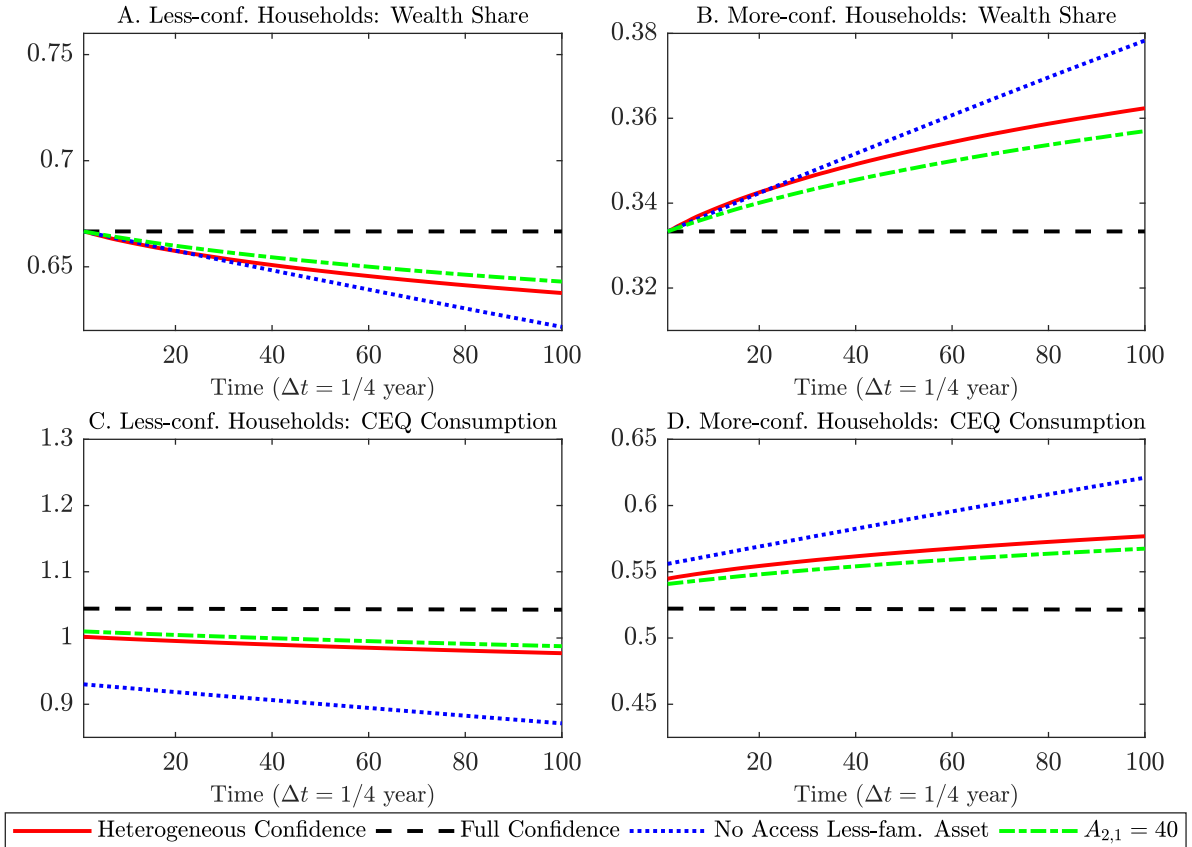 A. Less-conf. Households: Wealth Share
0.75
0.7
0.65
20 40 60 80 100
Time (Δt = 1/4 year)
B. More-conf. Households: Wealth Share
0.38
0.36
0.34
0.32
20 40 60 80 100
Time (Δt = 1/4 year)
C. Less-conf. Households: CEQ Consumption
1.3
1.2
1.1
1
0.9
20 40 60 80 100
Time (Δt = 1/4 year)
D. More-conf. Households: CEQ Consumption
0.65
0.6
0.55
0.5
0.45
20 40 60 80 100
Time (Δt = 1/4 year)
Heterogeneous Confidence Full Confidence No Access Less-fam. Asset A₂,₁ = 40